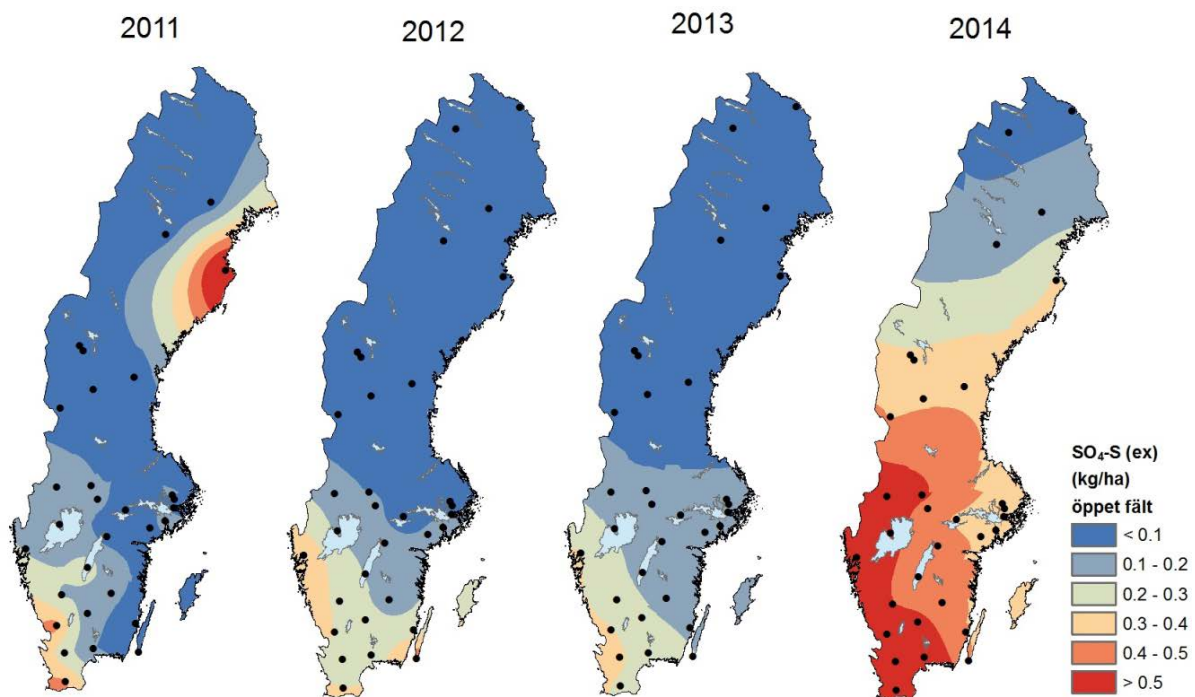 2011
2012
2013
2014
SO₄-S (ex)
(kg/ha)
öppet fält
< 0.1
0.1 - 0.2
0.2 - 0.3
0.3 - 0.4
0.4 - 0.5
> 0.5